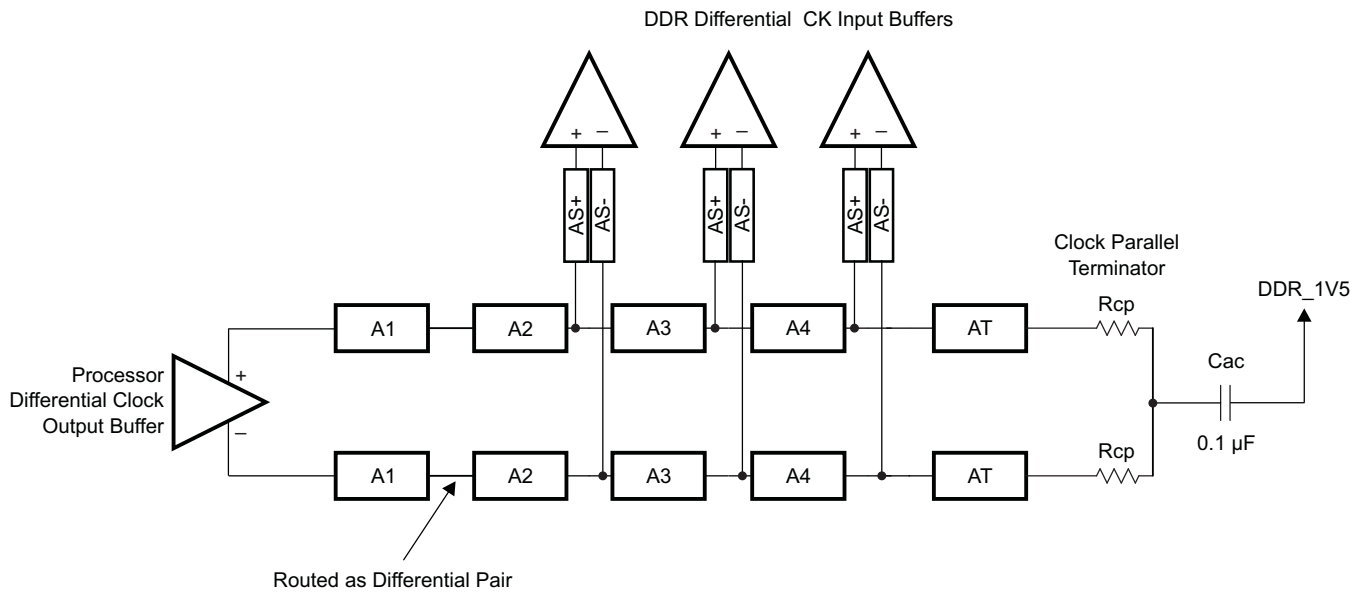 DDR Differential CK Input Buffers
+ –
+ –
+ –
AS+
AS-
AS+
AS-
AS+
AS-
Clock Parallel
Terminator
DDR_1V5
A1
A2
A3
A4
AT
Rcp
Processor
Differential Clock
Output Buffer
+
–
Cac
0.1 µF
A1
A2
A3
A4
AT
Rcp
Routed as Differential Pair